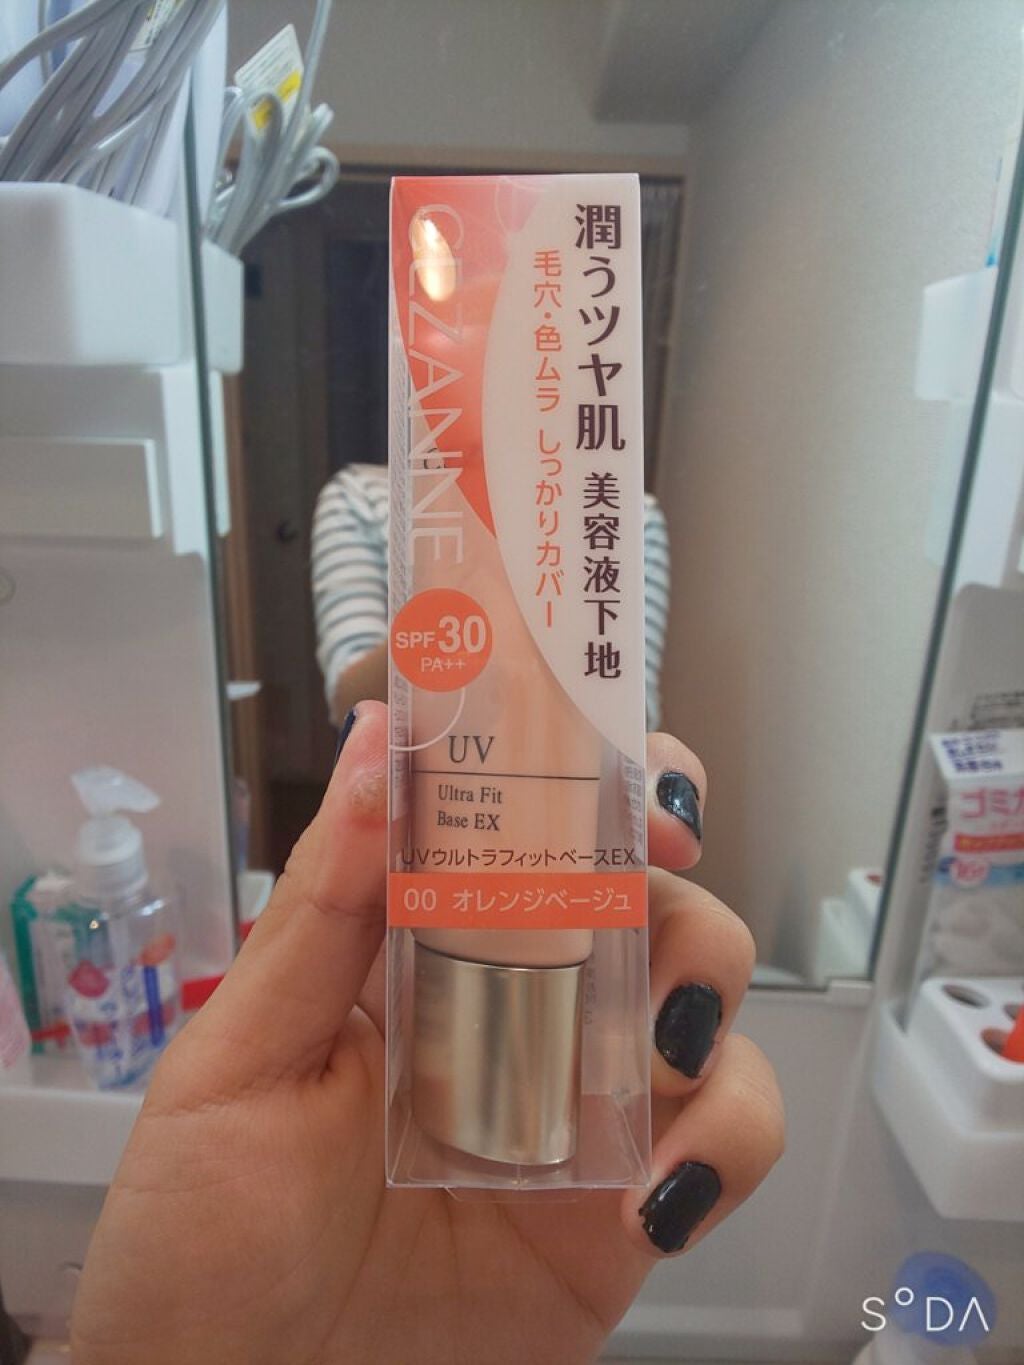 潤うツヤ肌 美容液下地
毛穴・色ムラ しっかりカバー
CEZANNE
SPF30
PA++
UV
Ultra Fit
Base EX
UVウルトラフィットベースEX
00 オレンジベージュ
SODA